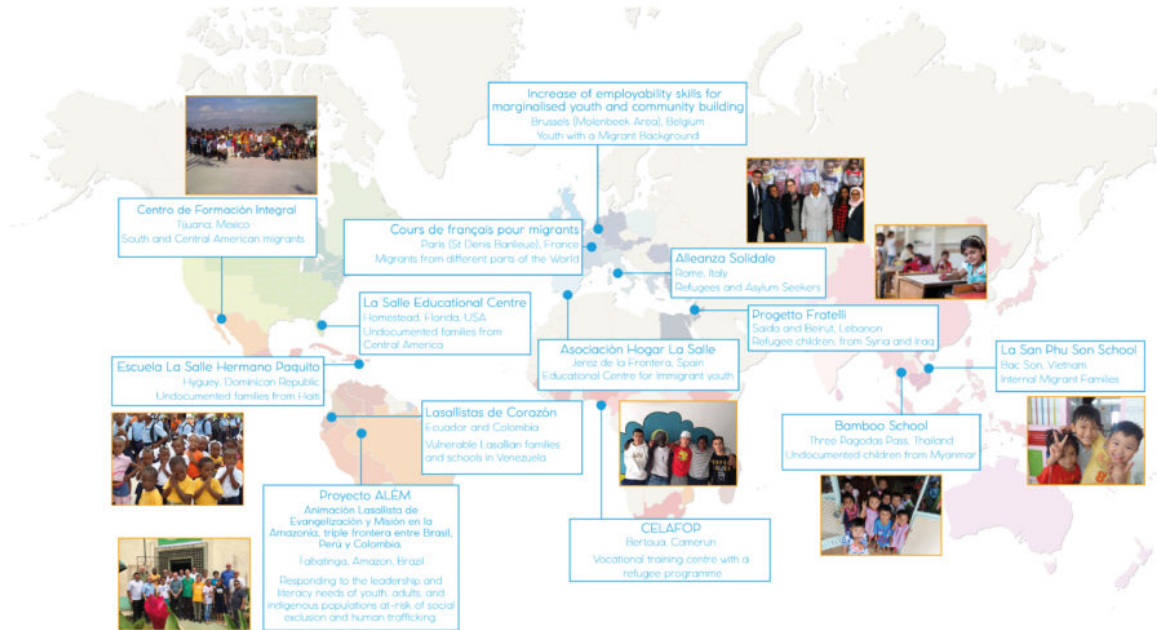 Increase of employability skills for
marginalised youth and community building
Brussels (Molenbeek Area), Belgium
Youth with a Migrant Background
Centro de Formación Integral
Tijuana, Mexico
South and Central American migrants
Cours de français pour migrants
Paris (St Denis Banlieue), France
Migrants from different parts of the World
Alleanza Solidale
Rome, Italy
Refugees and Asylum Seekers
La Salle Educational Centre
Homestead, Florida, USA
Undocumented families from
Central America
Progetto Fratelli
Saida and Beirut, Lebanon
Refugee children, from Syria and Iraq
Asociación Hogar La Salle
Jerez de la Frontera, Spain
Educational Centre for Immigrant youth
La San Phu Son School
Bac Son, Vietnam
Internal Migrant Families
Escuela La Salle Hermano Paquito
Hyguey, Dominican Republic
Undocumented families from Haiti
Lasallistas de Corazón
Ecuador and Colombia
Vulnerable Lasallian families
and schools in Venezuela
Bamboo School
Three Pagodas Pass, Thailand
Undocumented children from Myanmar
Proyecto ALEM
Animación Lasallista de
Evangelización y Misión en la
Amazonía, triple frontera entre Brasil,
Perú y Colombia.
Tabatinga, Amazon, Brazil
Responding to the leadership and
literacy needs of youth, adults, and
indigenous populations at-risk of social
exclusion and human trafficking
CELAFOP
Bertoua, Camerun
Vocational training centre with a
refugee programme